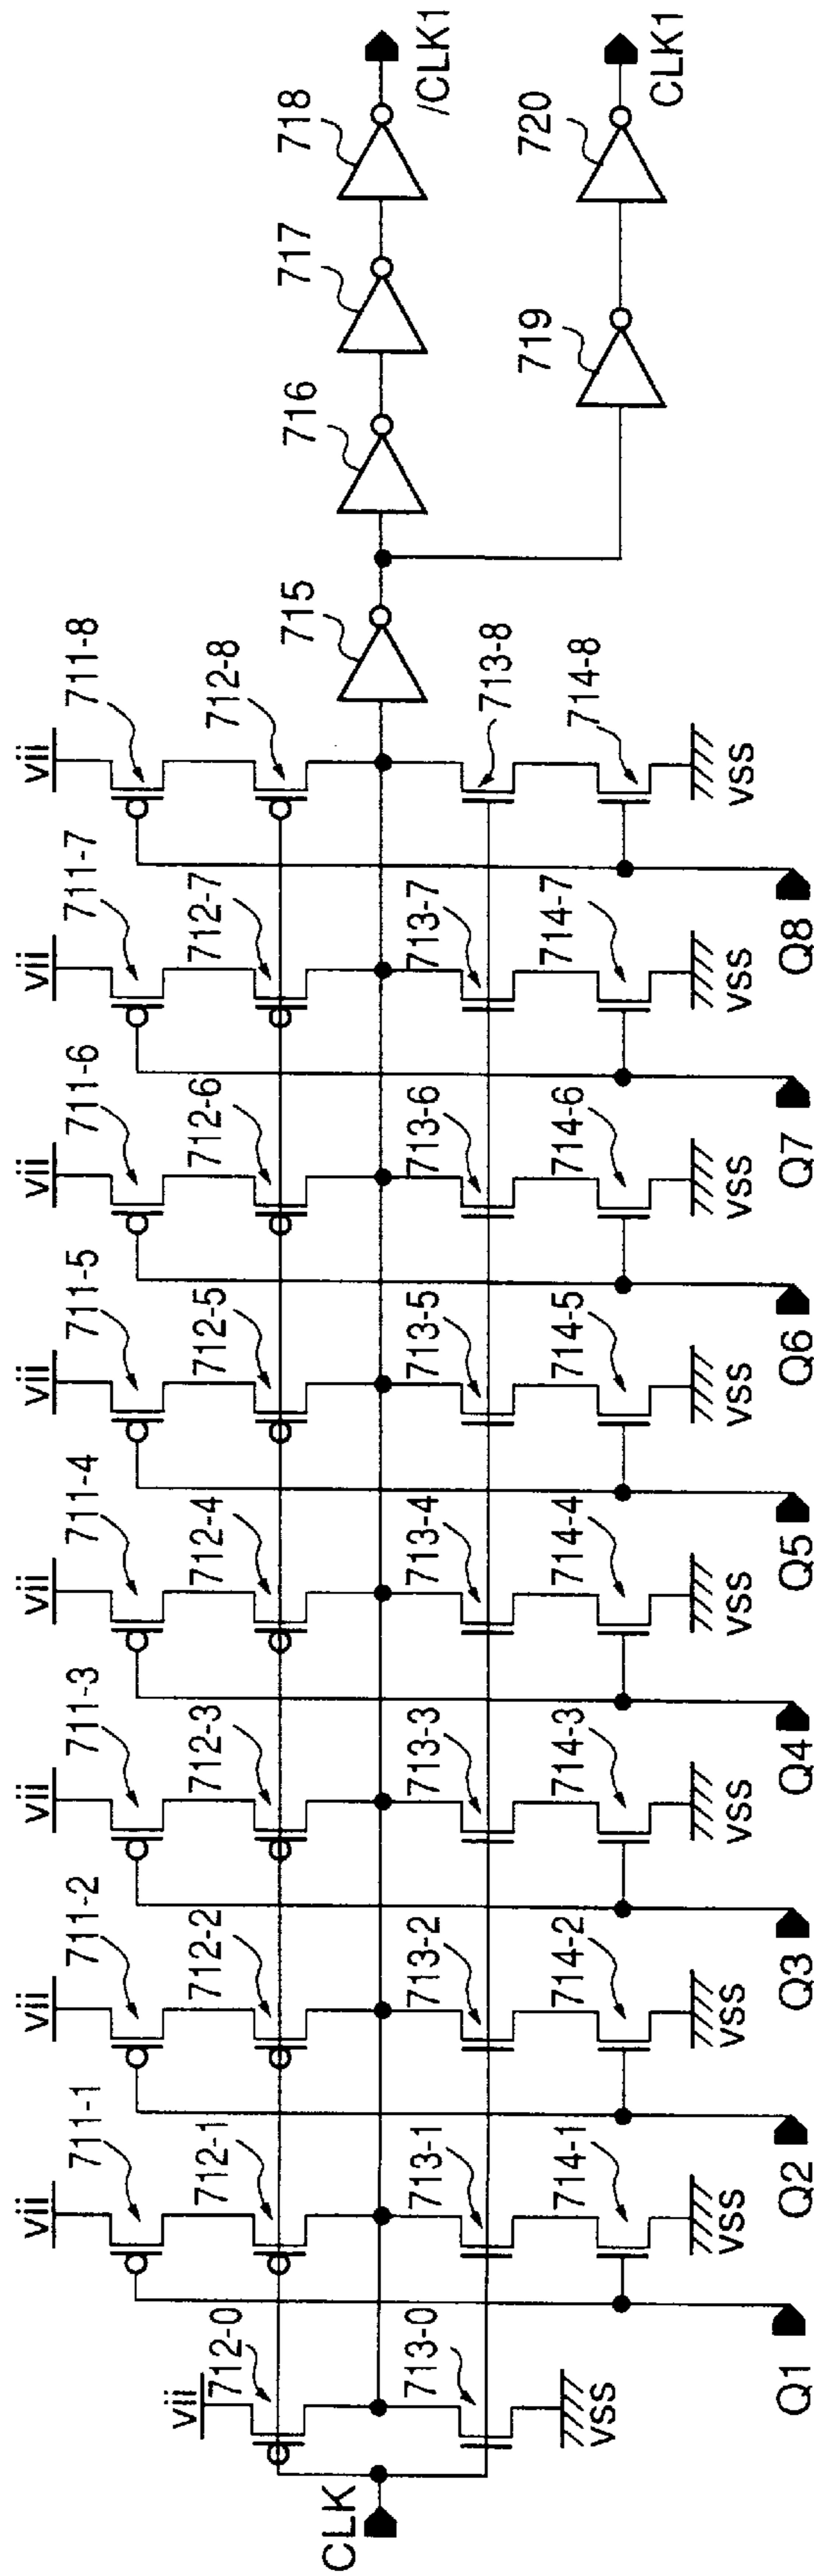 CLK
vii
712-0
713-0
VSS
Q1
vii
711-1
712-1
713-1
714-1
VSS
Q2
vii
711-2
712-2
713-2
714-2
VSS
Q3
vii
711-3
712-3
713-3
714-3
VSS
Q4
vii
711-4
712-4
713-4
714-4
VSS
Q5
vii
711-5
712-5
713-5
714-5
VSS
Q6
vii
711-6
712-6
713-6
714-6
VSS
Q7
vii
711-7
712-7
713-7
714-7
VSS
Q8
vii
711-8
712-8
713-8
714-8
VSS
715
716
717
718
/CLK1
719
720
CLK1